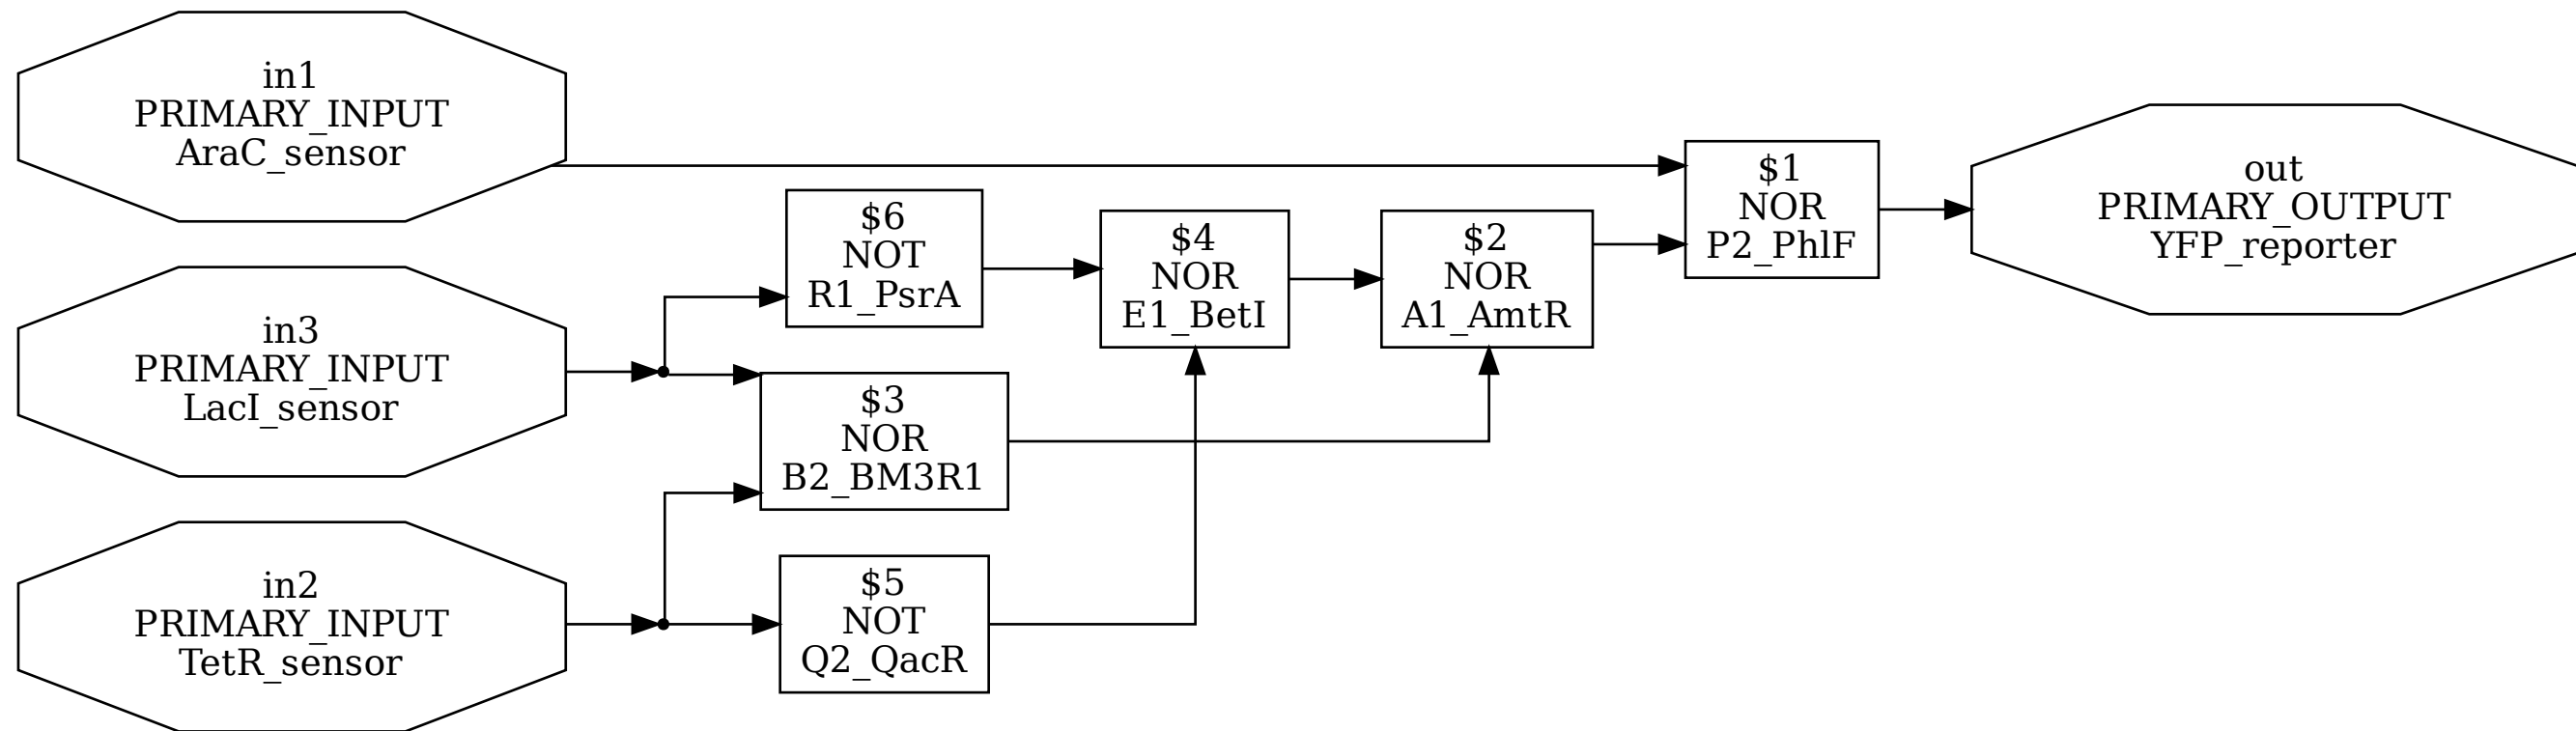 in1
PRIMARY_INPUT
AraC_sensor
in3
PRIMARY_INPUT
LacI_sensor
in2
PRIMARY_INPUT
TetR_sensor
$6
NOT
R1_PsrA
$3
NOR
B2_BM3R1
$5
NOT
Q2_QacR
$4
NOR
E1_BetI
$2
NOR
A1_AmtR
$1
NOR
P2_PhlF
out
PRIMARY_OUTPUT
YFP_reporter